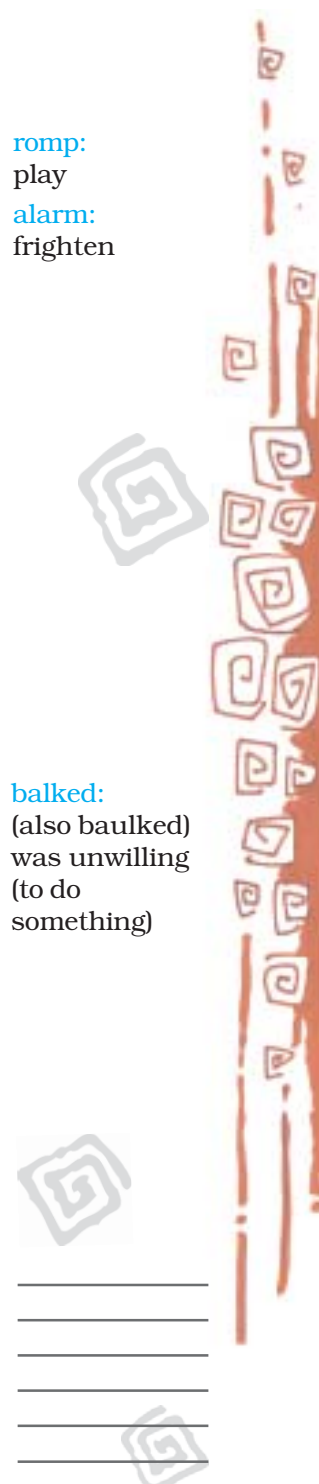 romp:
play
alarm:
frighten
balked:
(also baulked)
was unwilling
(to do
something)